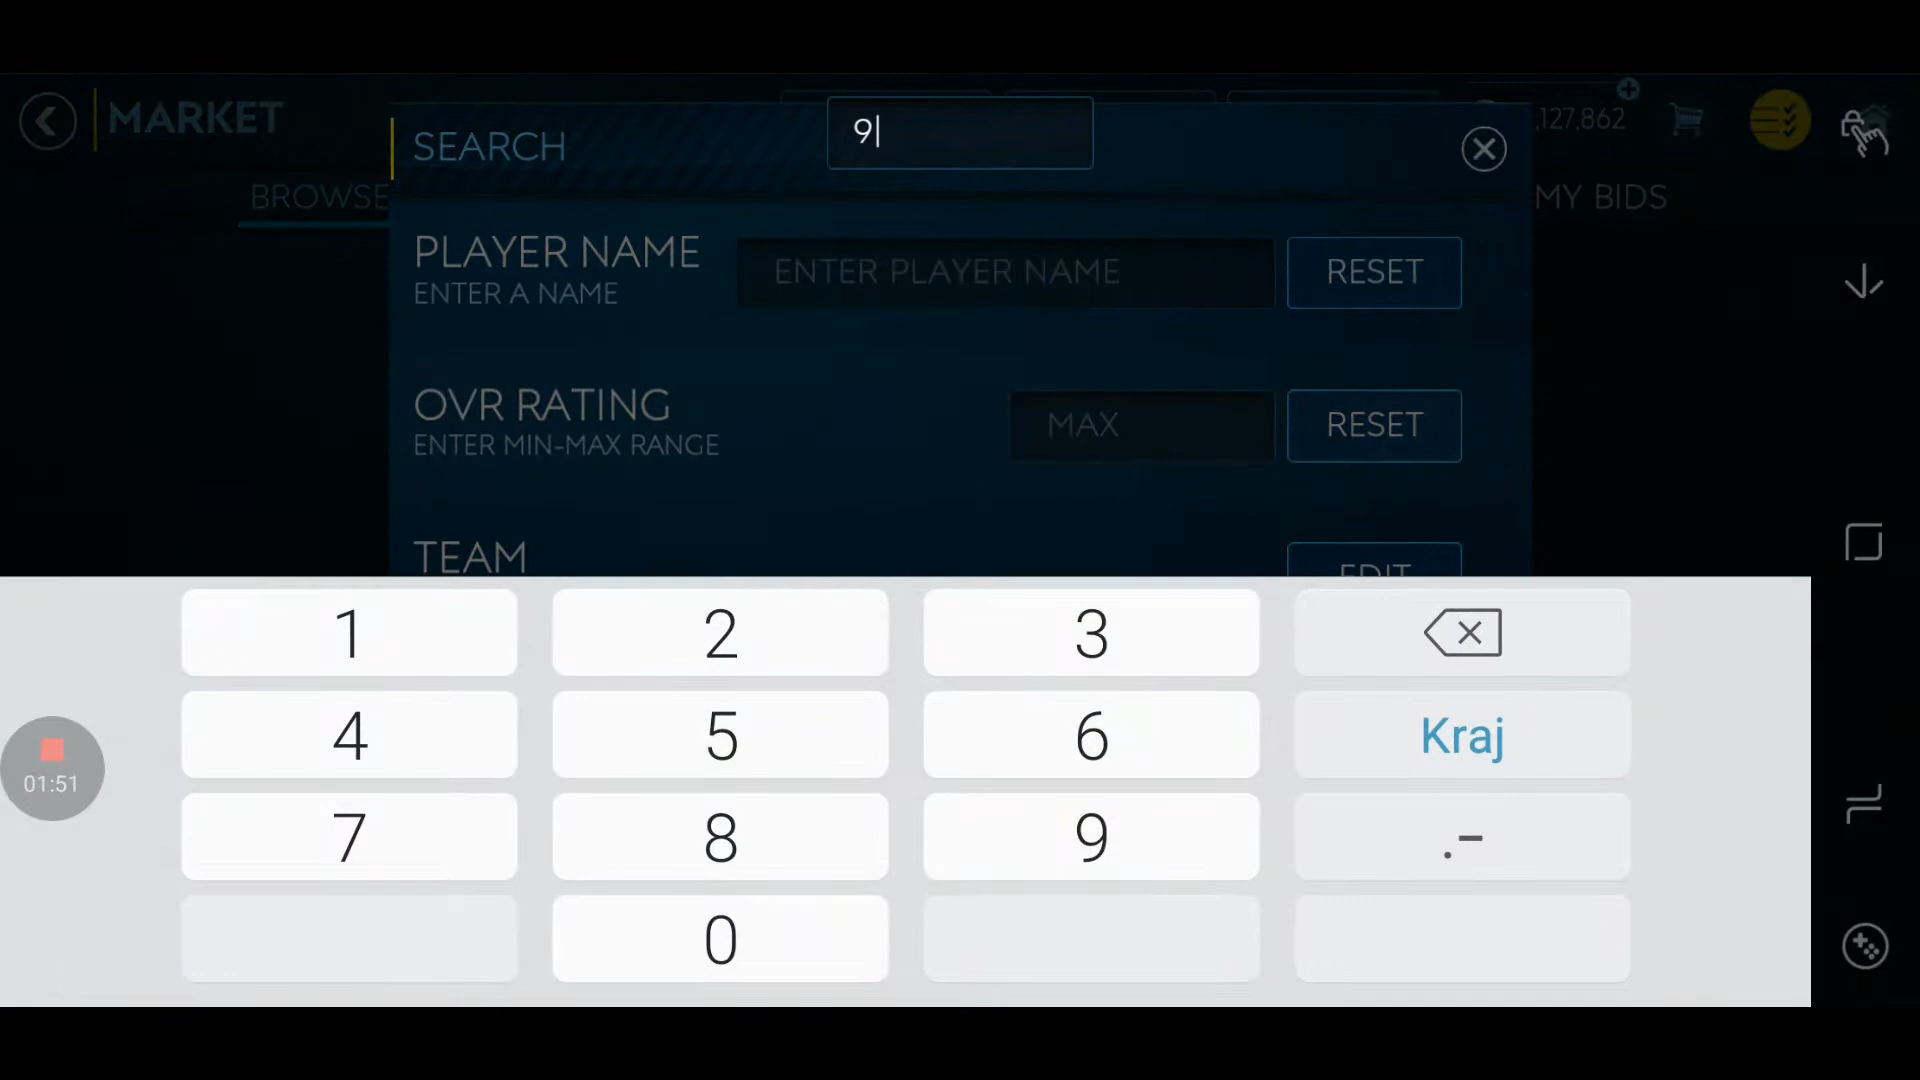 MARKET
,127,862
BROWSE
MY BIDS
SEARCH
9
PLAYER NAME
ENTER A NAME
ENTER PLAYER NAME
RESET
OVR RATING
ENTER MIN-MAX RANGE
MAX
RESET
TEAM
EDIT
1 2 3
4 5 6 Kraj
7 8 9 .-
0
01:51